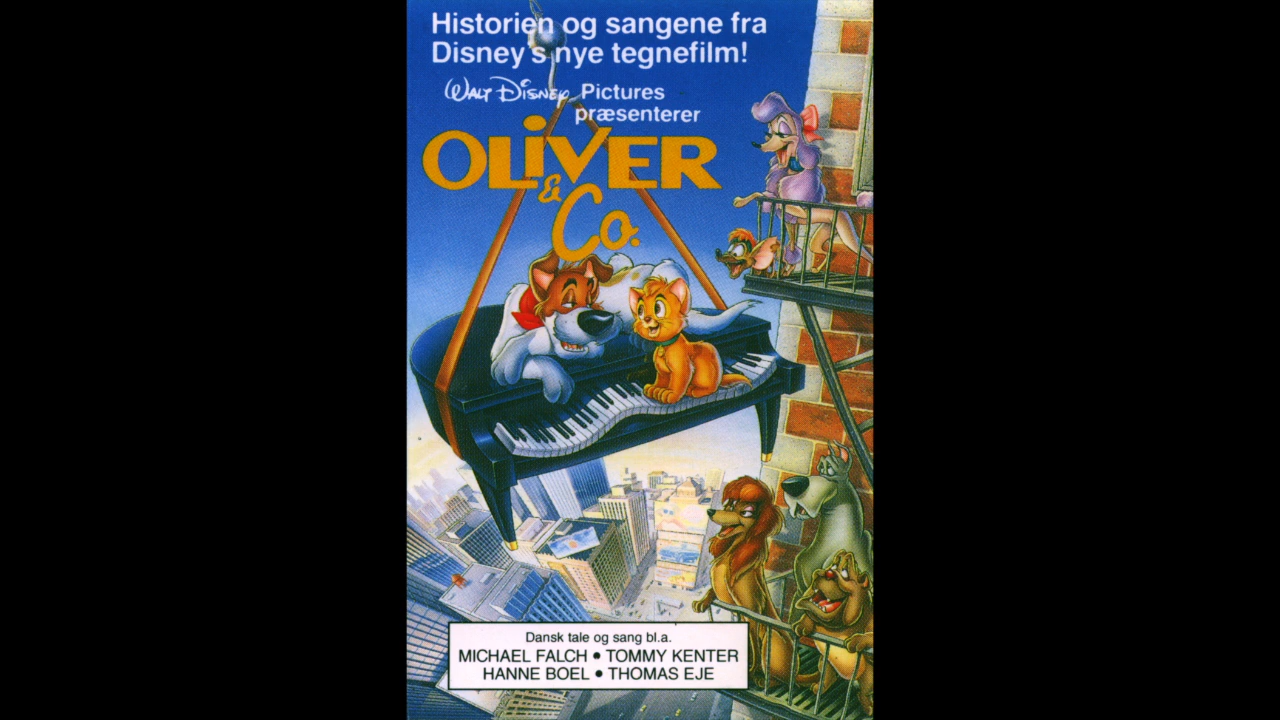 Historien og sangene fra
Disney's nye tegnefilm!
Walt Disney Pictures
præsenterer
OLiVER
& Co.
Dansk tale og sang bl.a.
MICHAEL FALCH • TOMMY KENTER
HANNE BOEL • THOMAS EJE